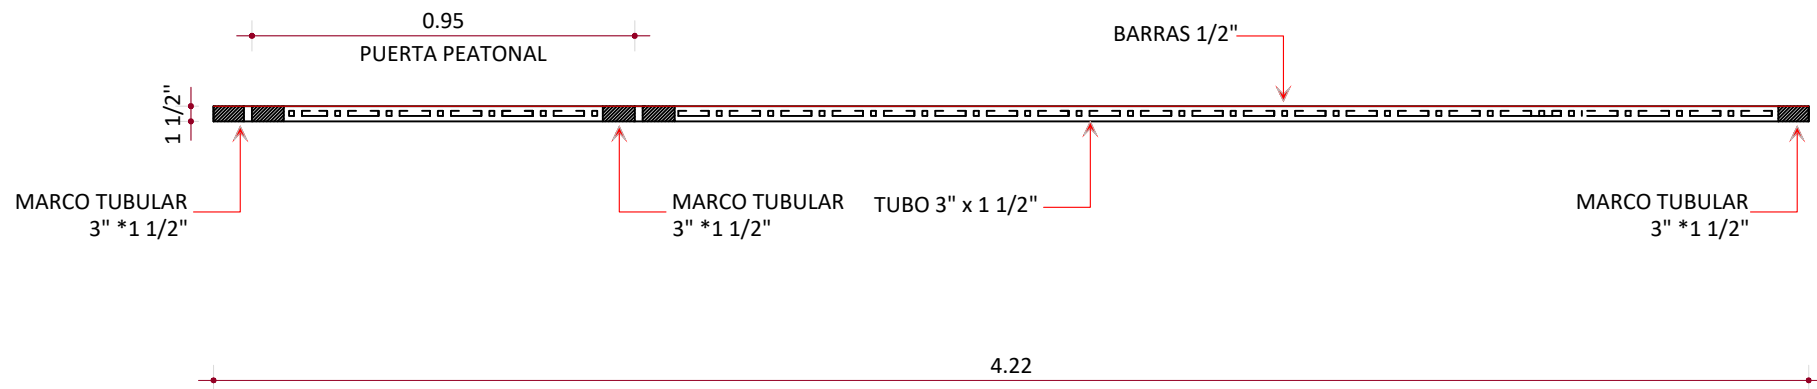 0.95
PUERTA PEATONAL
BARRAS 1/2"
1 1/2"
MARCO TUBULAR
3" *1 1/2"
MARCO TUBULAR
3" *1 1/2"
TUBO 3" x 1 1/2"
MARCO TUBULAR
3" *1 1/2"
4.22